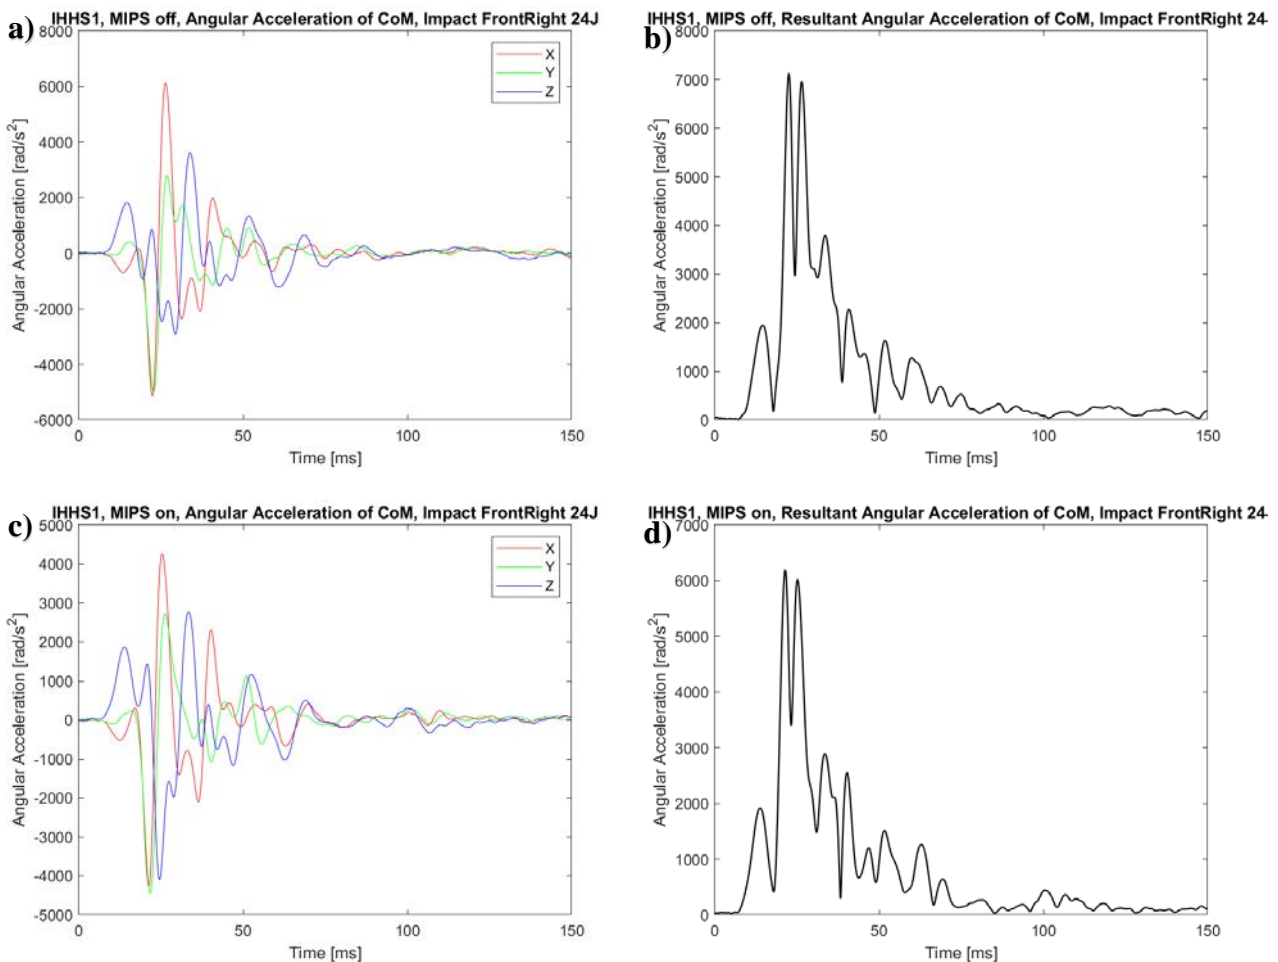 a) IHHS1, MIPS off, Angular Acceleration of CoM, Impact FrontRight 24J
8000
6000
4000
2000
0
-2000
-4000
-6000
Angular Acceleration [rad/s²]
X
Y
Z
0 50 100 150
Time [ms]
b) IHHS1, MIPS off, Resultant Angular Acceleration of CoM, Impact FrontRight 24
8000
7000
6000
5000
4000
3000
2000
1000
0
Angular Acceleration [rad/s²]
0 50 100 150
Time [ms]
c) IHHS1, MIPS on, Angular Acceleration of CoM, Impact FrontRight 24J
5000
4000
3000
2000
1000
0
-1000
-2000
-3000
-4000
-5000
Angular Acceleration [rad/s²]
X
Y
Z
0 50 100 150
Time [ms]
d) IHHS1, MIPS on, Resultant Angular Acceleration of CoM, Impact FrontRight 24
7000
6000
5000
4000
3000
2000
1000
0
Angular Acceleration [rad/s²]
0 50 100 150
Time [ms]